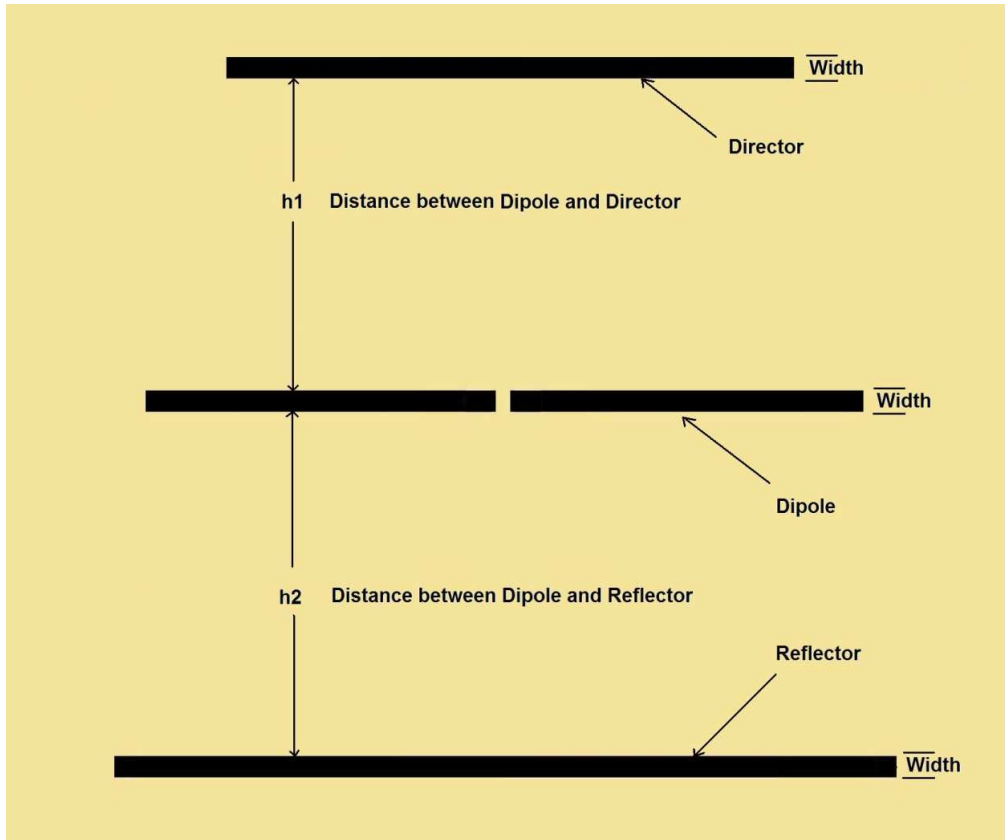 Width
Director
h1 Distance between Dipole and Director
Width
Dipole
h2 Distance between Dipole and Reflector
Reflector
Width